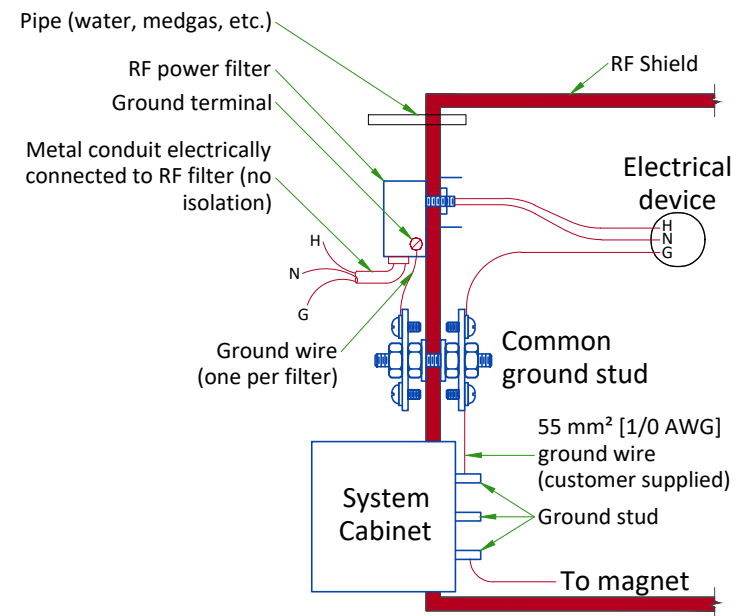 Pipe (water, medgas, etc.)
RF power filter
Ground terminal
Metal conduit electrically
connected to RF filter (no
isolation)
H
N
G
Ground wire
(one per filter)
RF Shield
Electrical
device
H
N
G
Common
ground stud
55 mm² [1/0 AWG]
ground wire
(customer supplied)
System
Cabinet
Ground stud
To magnet